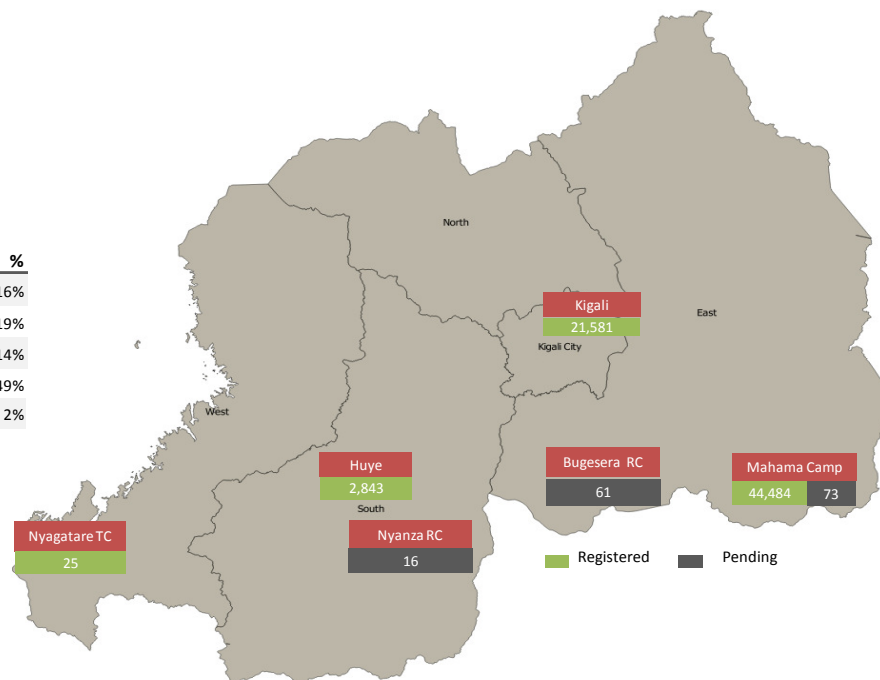 %
16%
19%
14%
49%
2%
North
Kigali
21,581
Kigali City
East
West
Huye
2,843
South
Bugesera RC
61
Mahama Camp
44,484 73
Nyagatare TC
25
Nyanza RC
16
Registered Pending